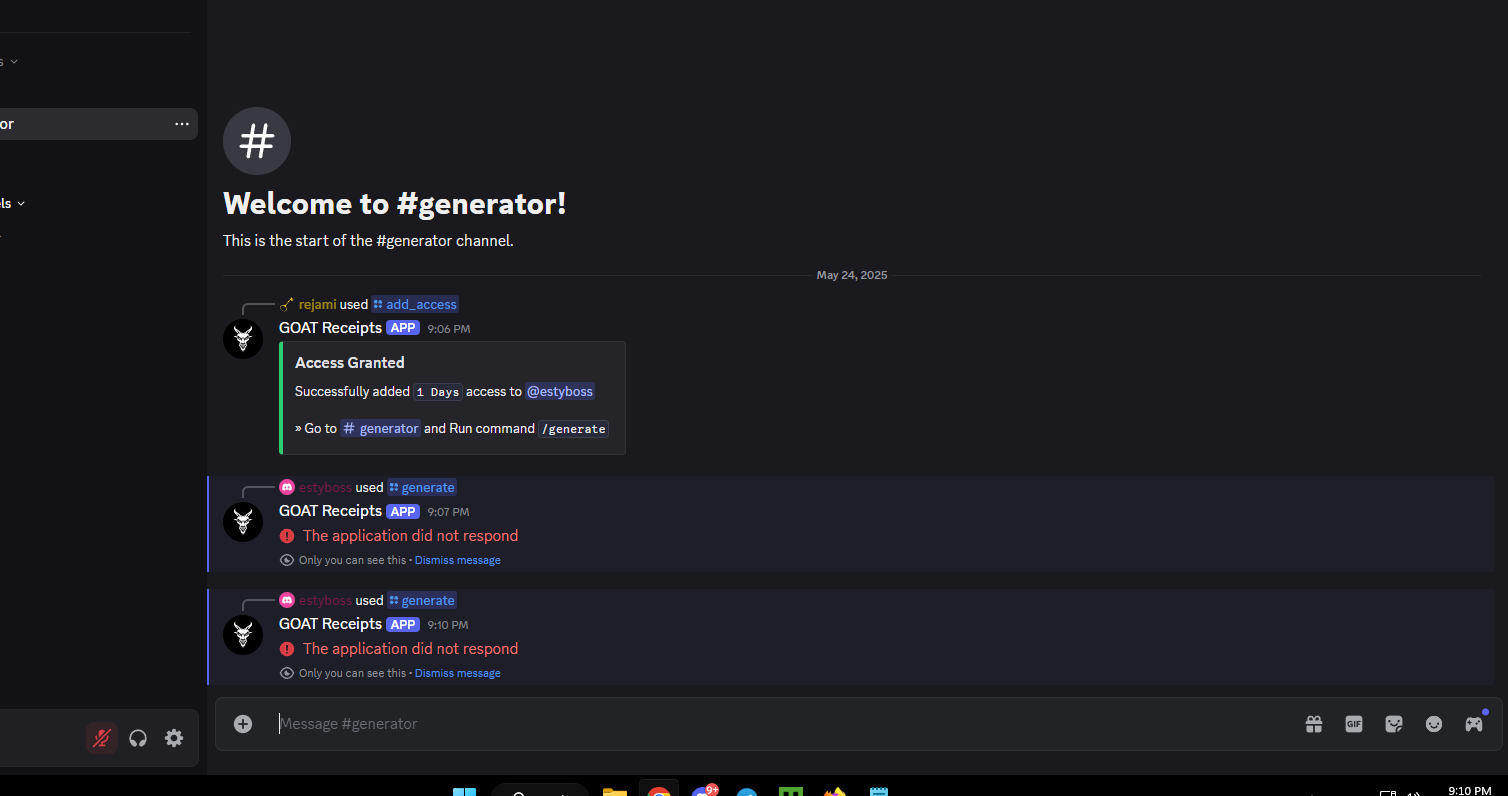 s
or
els
Welcome to #generator!
This is the start of the #generator channel.
May 24, 2025
rejami used add_access
GOAT Receipts APP 9:06 PM
Access Granted
Successfully added 1 Days access to @estyboss
» Go to # generator and Run command /generate
estyboss used generate
GOAT Receipts APP 9:07 PM
The application did not respond
Only you can see this • Dismiss message
estyboss used generate
GOAT Receipts APP 9:10 PM
The application did not respond
Only you can see this • Dismiss message
Message #generator
GIF
9+
9:10 PM